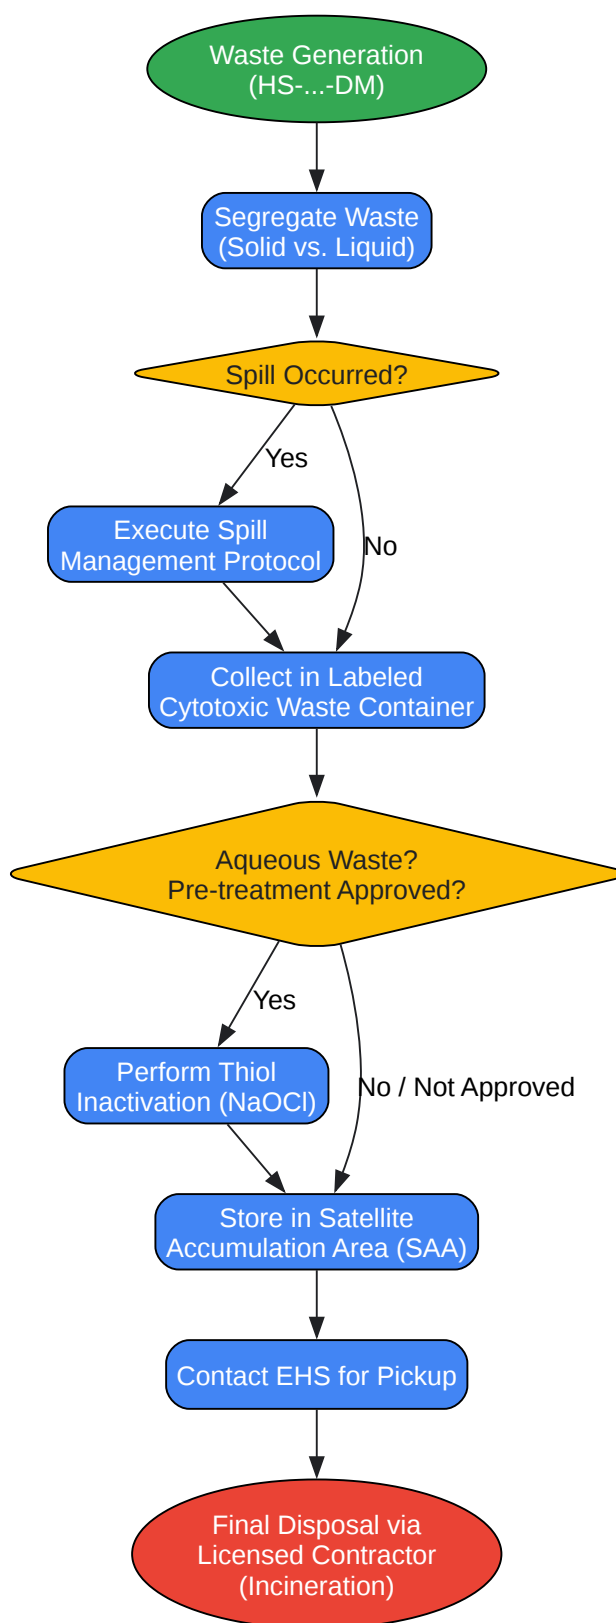 Waste Generation
(HS-...-DM)
Segregate Waste
(Solid vs. Liquid)
Spill Occurred?
Yes
No
Execute Spill
Management Protocol
Collect in Labeled
Cytotoxic Waste Container
Aqueous Waste?
Pre-treatment Approved?
Yes
No / Not Approved
Perform Thiol
Inactivation (NaOCl)
Store in Satellite
Accumulation Area (SAA)
Contact EHS for Pickup
Final Disposal via
Licensed Contractor
(Incineration)